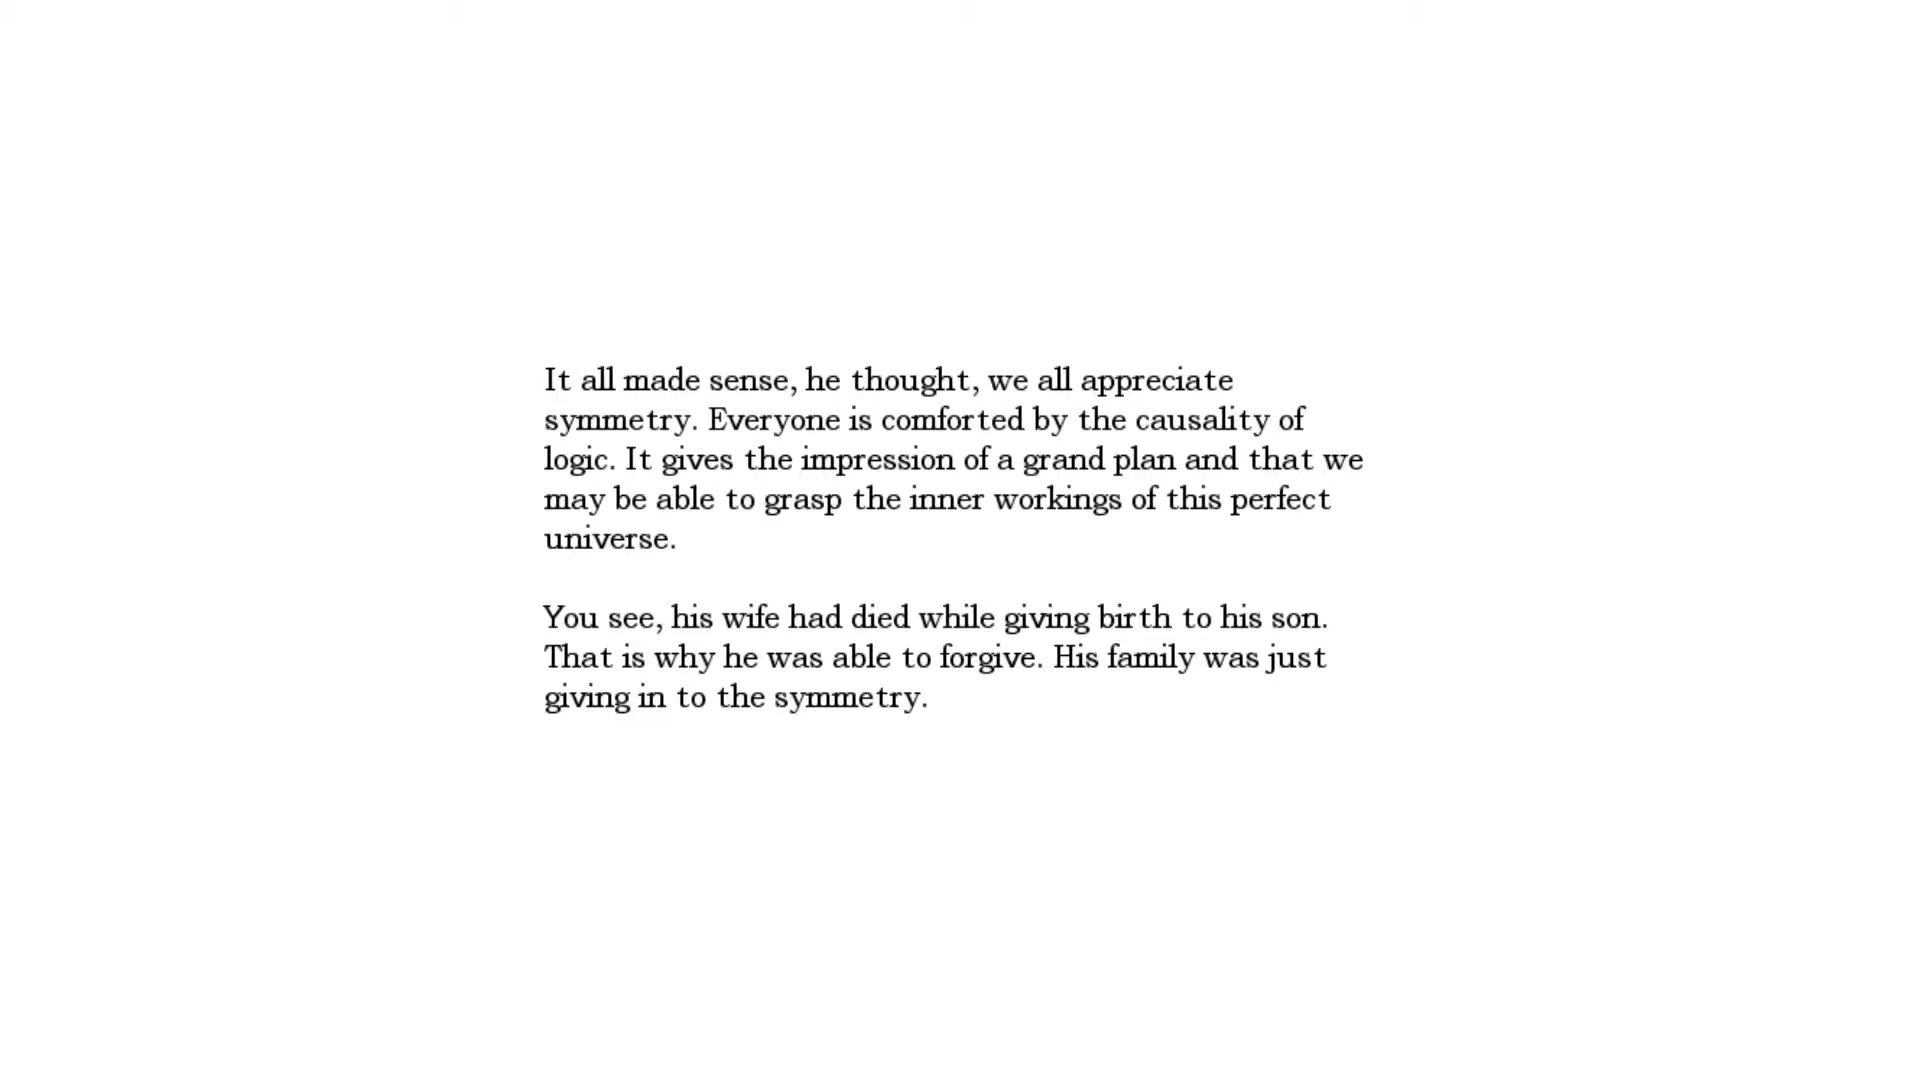 It all made sense, he thought, we all appreciate
symmetry. Everyone is comforted by the causality of
logic. It gives the impression of a grand plan and that we
may be able to grasp the inner workings of this perfect
universe.
You see, his wife had died while giving birth to his son.
That is why he was able to forgive. His family was just
giving in to the symmetry.